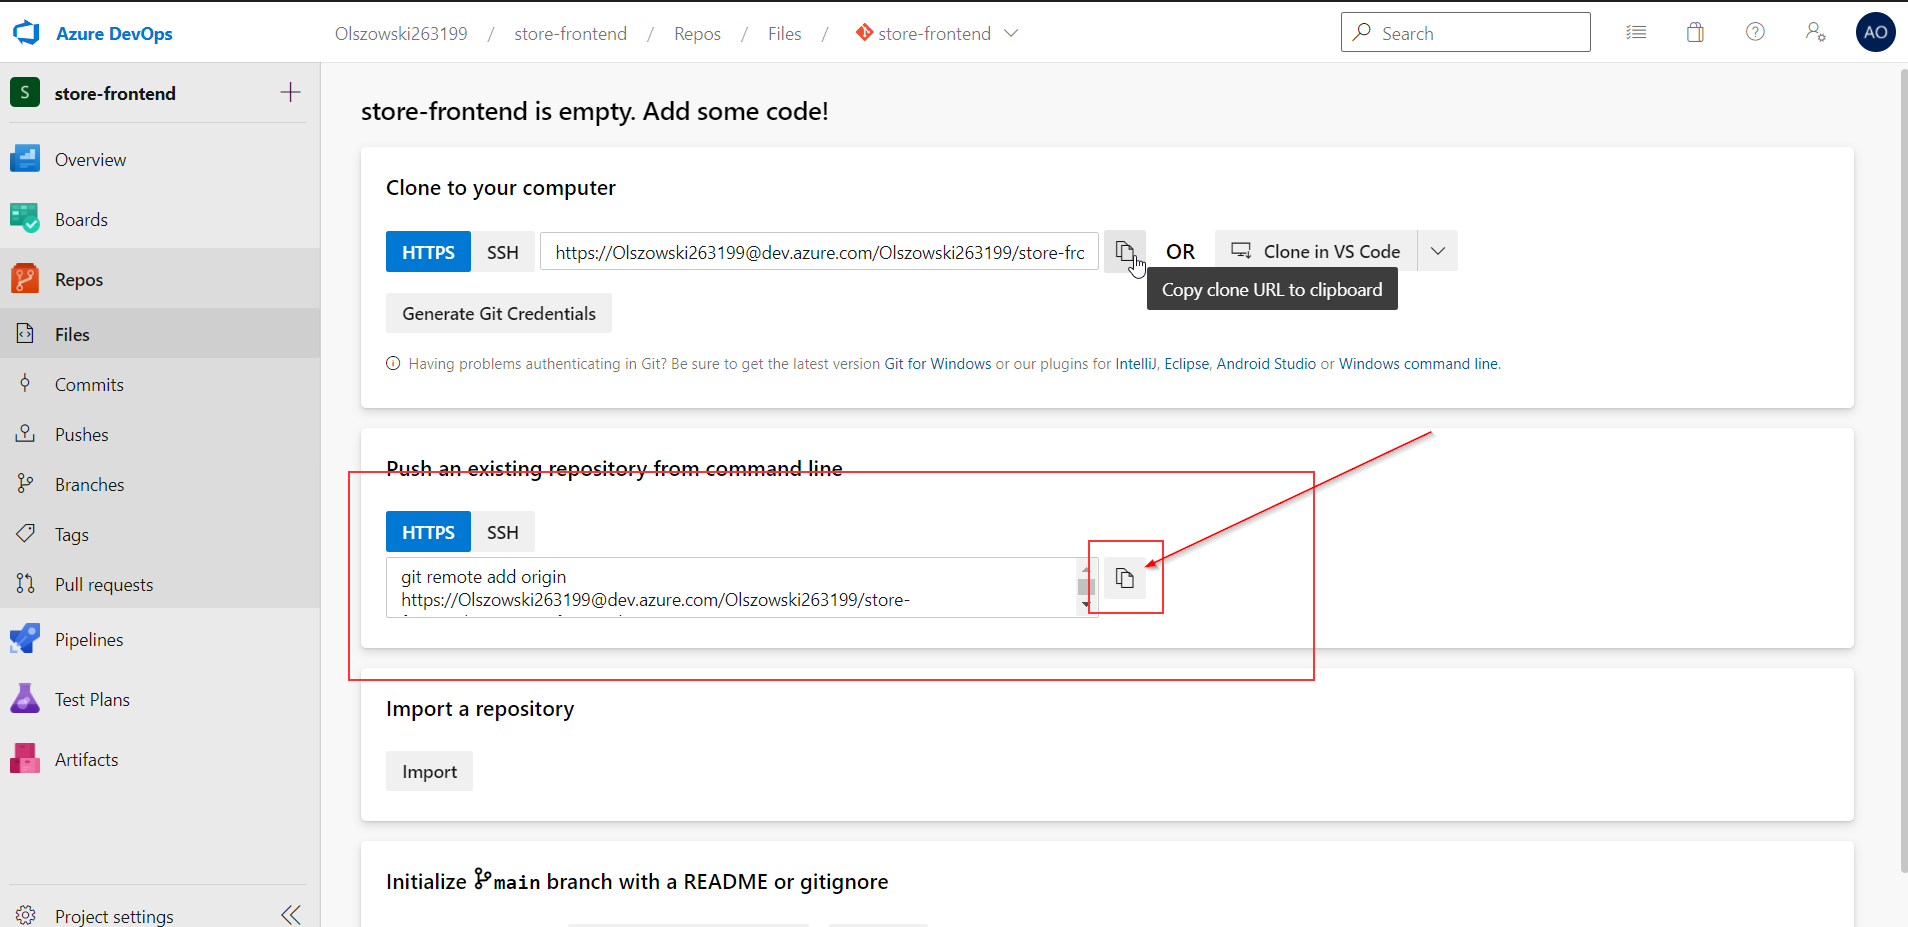 Azure DevOps
Olszowski263199 / store-frontend / Repos / Files / store-frontend
Search
AO
S store-frontend
Overview
Boards
Repos
Files
Commits
Pushes
Branches
Tags
Pull requests
Pipelines
Test Plans
Artifacts
Project settings
store-frontend is empty. Add some code!
Clone to your computer
HTTPS SSH https://Olszowski263199@dev.azure.com/Olszowski263199/store-frc OR Clone in VS Code
Copy clone URL to clipboard
Generate Git Credentials
Having problems authenticating in Git? Be sure to get the latest version Git for Windows or our plugins for IntelliJ, Eclipse, Android Studio or Windows command line.
Push an existing repository from command line
HTTPS SSH
git remote add origin
https://Olszowski263199@dev.azure.com/Olszowski263199/store-
Import a repository
Import
Initialize main branch with a README or gitignore